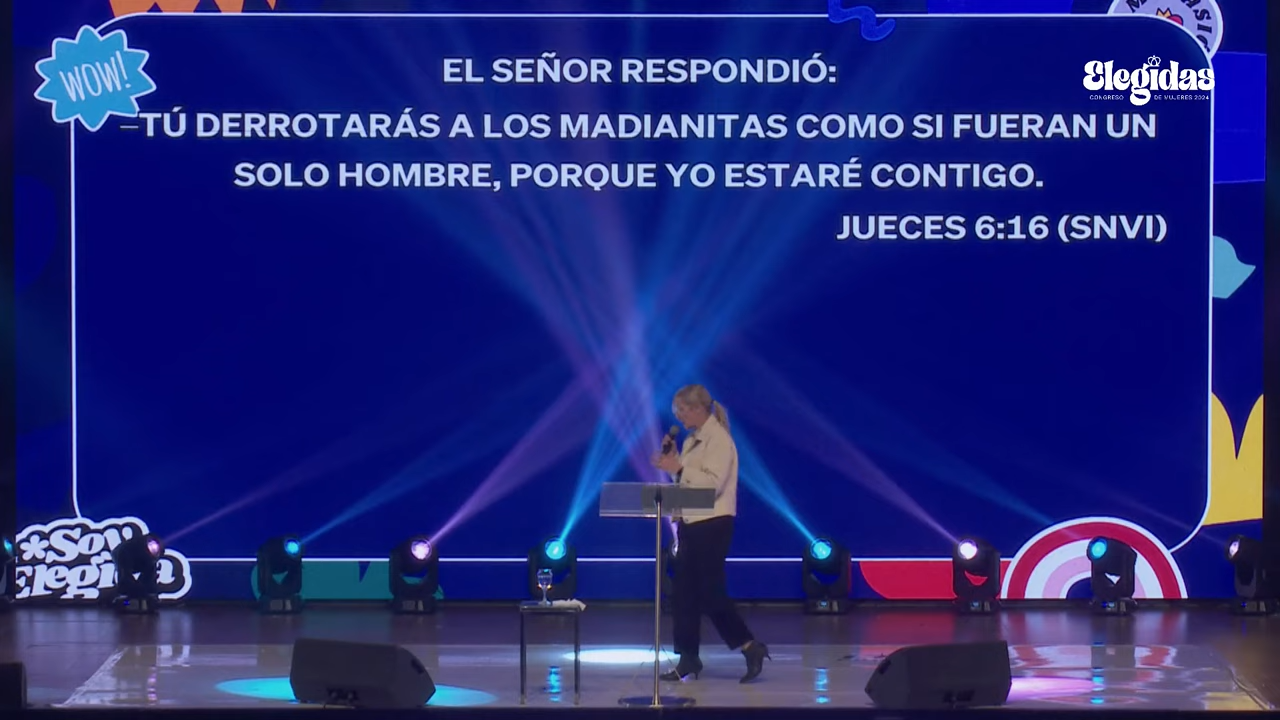 WOW!
EL SEÑOR RESPONDIÓ:
Elegidas
CONGRESO DE MUJERES 2024
–TÚ DERROTARÁS A LOS MADIANITAS COMO SI FUERAN UN
SOLO HOMBRE, PORQUE YO ESTARÉ CONTIGO.
JUECES 6:16 (SNVI)
*Soy
Elegida